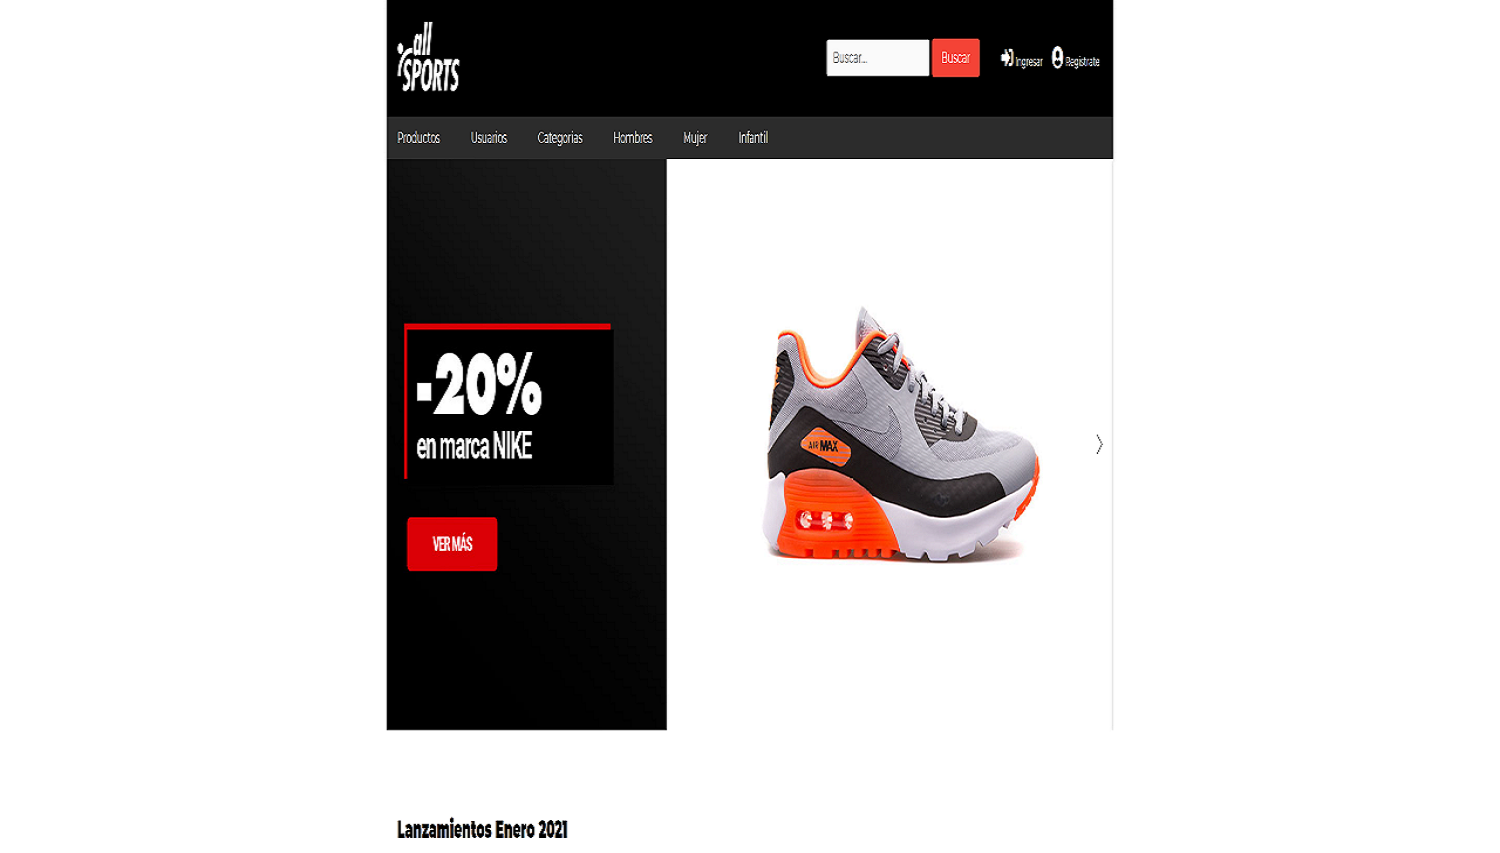 all
SPORTS
Buscar...
Buscar
Ingresar
Registrate
Productos
Usuarios
Categorias
Hombres
Mujer
Infantil
-20%
en marca NIKE
AIR MAX
VER MÁS
Lanzamientos Enero 2021